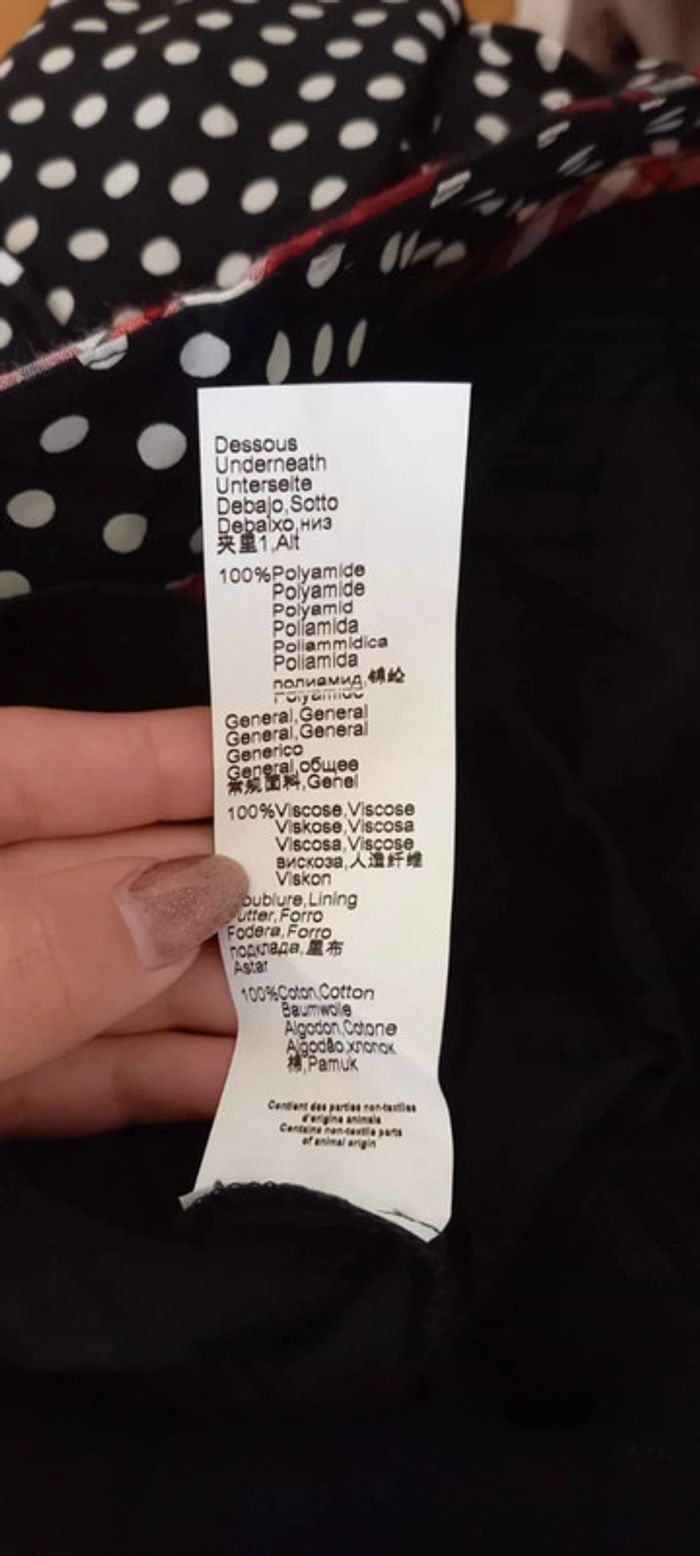 Dessous
Underneath
Unterseite
Debajo,Sotto
Debaixo,низ
夹里1,Alt
100%Polyamide
Polyamide
Polyamid
Poliamida
Poliammidica
Poliamida
полиамид,锦纶
Polyamide
General,General
General,General
Generico
General,общее
常规面料,Genel
100%Viscose,Viscose
Viskose,Viscosa
Viscosa,Viscose
вискоза,人造纤维
Viskon
oublure,Lining
utter,Forro
Fodera,Forro
подклада,里布
Astar
100%Coton,Cotton
Baumwolle
Algodon,Cotone
Algodão,хлопок
棉,Pamuk
Contient des parties non-textiles
d'origine animale
Contains non-textile parts
of animal origin